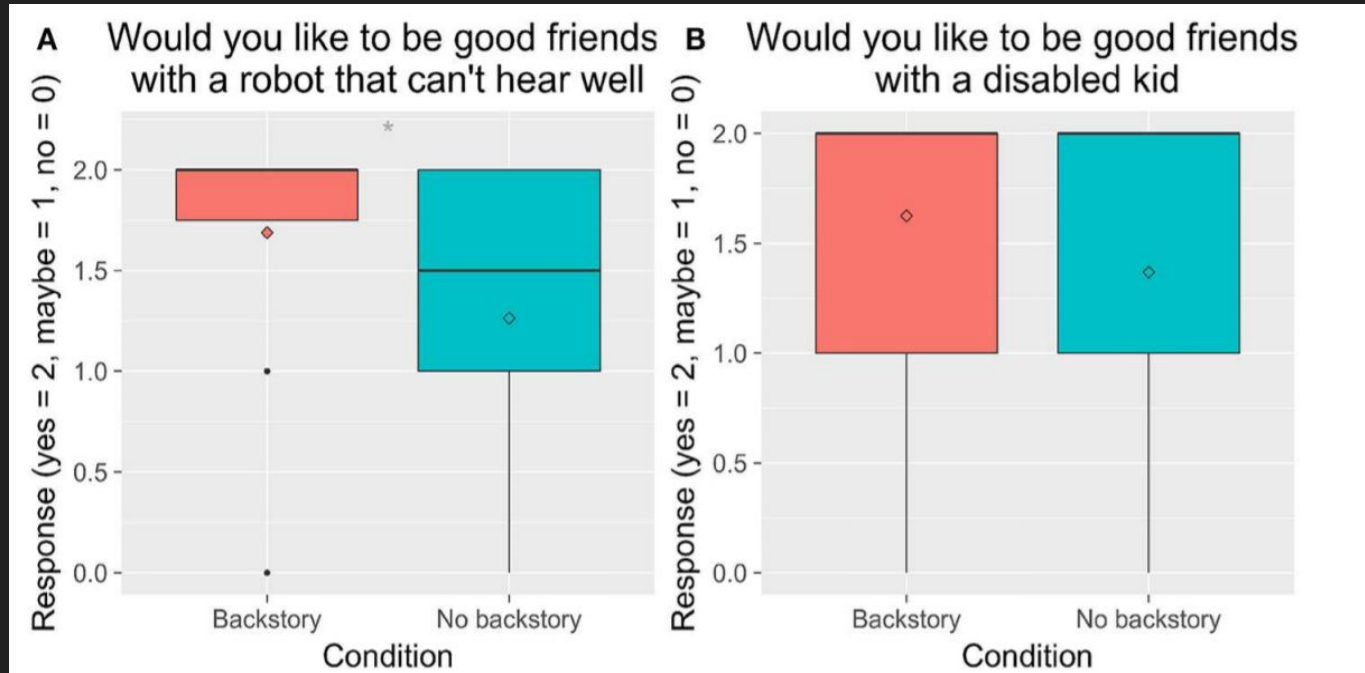 A
Would you like to be good friends
with a robot that can't hear well
Response (yes = 2, maybe = 1, no = 0)
*
2.0
1.5
1.0
0.5
0.0
Backstory
No backstory
Condition
B
Would you like to be good friends
with a disabled kid
Response (yes = 2, maybe = 1, no = 0)
2.0
1.5
1.0
0.5
0.0
Backstory
No backstory
Condition